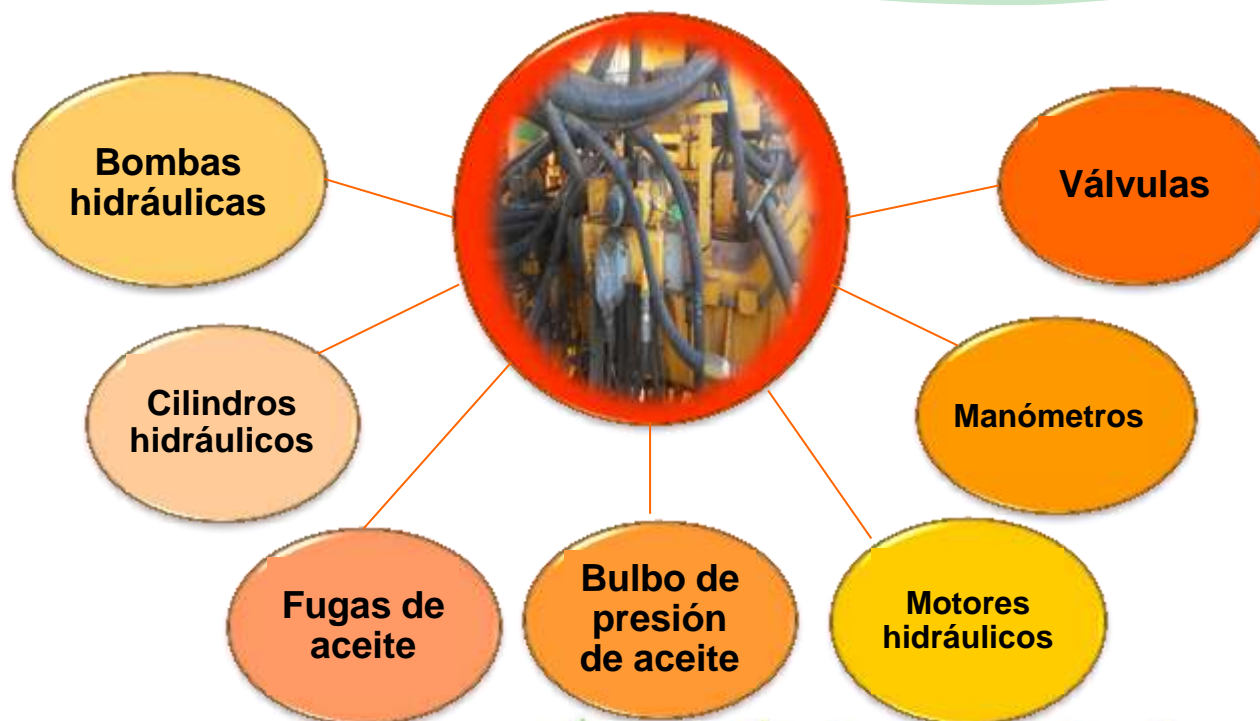 Bombas
hidráulicas
Válvulas
Cilindros
hidráulicos
Manómetros
Fugas de
aceite
Bulbo de
presión
de aceite
Motores
hidráulicos